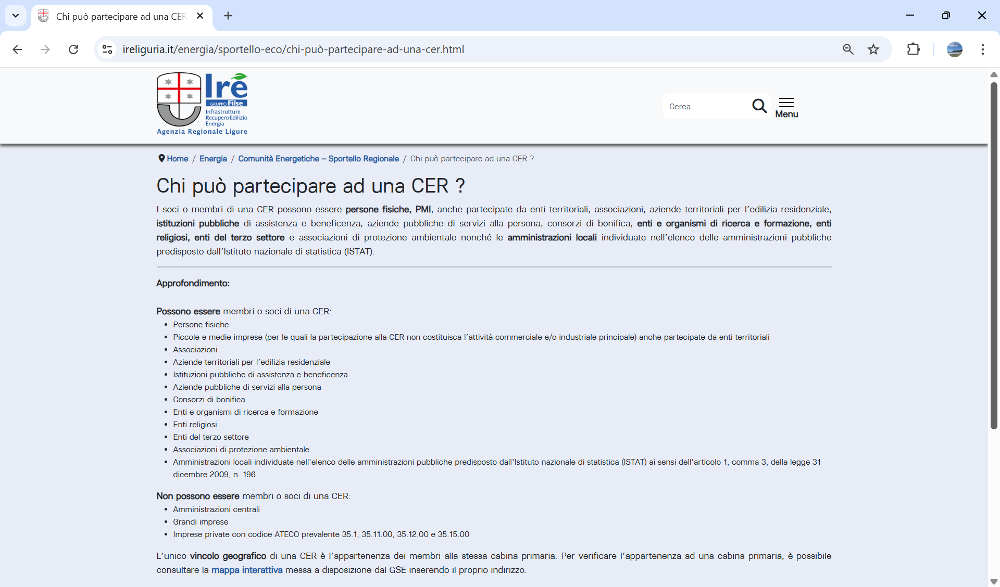 Chi può partecipare ad una CER
ireliguria.it/energia/sportello-eco/chi-può-partecipare-ad-una-cer.html
Ire
GRUPPO Filse
Infrastrutture
Recupero Edilizio
Energia
Agenzia Regionale Ligure
Cerca...
Menu
Home / Energia / Comunità Energetiche – Sportello Regionale / Chi può partecipare ad una CER ?
Chi può partecipare ad una CER ?
I soci o membri di una CER possono essere persone fisiche, PMI, anche partecipate da enti territoriali, associazioni, aziende territoriali per l’edilizia residenziale,
istituzioni pubbliche di assistenza e beneficenza, aziende pubbliche di servizi alla persona, consorzi di bonifica, enti e organismi di ricerca e formazione, enti
religiosi, enti del terzo settore e associazioni di protezione ambientale nonché le amministrazioni locali individuate nell’elenco delle amministrazioni pubbliche
predisposto dall’Istituto nazionale di statistica (ISTAT).
Approfondimento:
Possono essere membri o soci di una CER:
• Persone fisiche
• Piccole e medie imprese (per le quali la partecipazione alla CER non costituisca l’attività commerciale e/o industriale principale) anche partecipate da enti territoriali
• Associazioni
• Aziende territoriali per l’edilizia residenziale
• Istituzioni pubbliche di assistenza e beneficenza
• Aziende pubbliche di servizi alla persona
• Consorzi di bonifica
• Enti e organismi di ricerca e formazione
• Enti religiosi
• Enti del terzo settore
• Associazioni di protezione ambientale
• Amministrazioni locali individuate nell'elenco delle amministrazioni pubbliche predisposto dall'Istituto nazionale di statistica (ISTAT) ai sensi dell'articolo 1, comma 3, della legge 31
dicembre 2009, n. 196
Non possono essere membri o soci di una CER:
• Amministrazioni centrali
• Grandi imprese
• Imprese private con codice ATECO prevalente 35.1, 35.11.00, 35.12.00 e 35.15.00
L’unico vincolo geografico di una CER è l’appartenenza dei membri alla stessa cabina primaria. Per verificare l’appartenenza ad una cabina primaria, è possibile
consultare la mappa interattiva messa a disposizione dal GSE inserendo il proprio indirizzo.